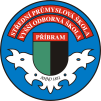 STŘEDNÍ PRŮMYSLOVÁ ŠKOLA
VYŠŠÍ ODBORNÁ ŠKOLA
PŘÍBRAM